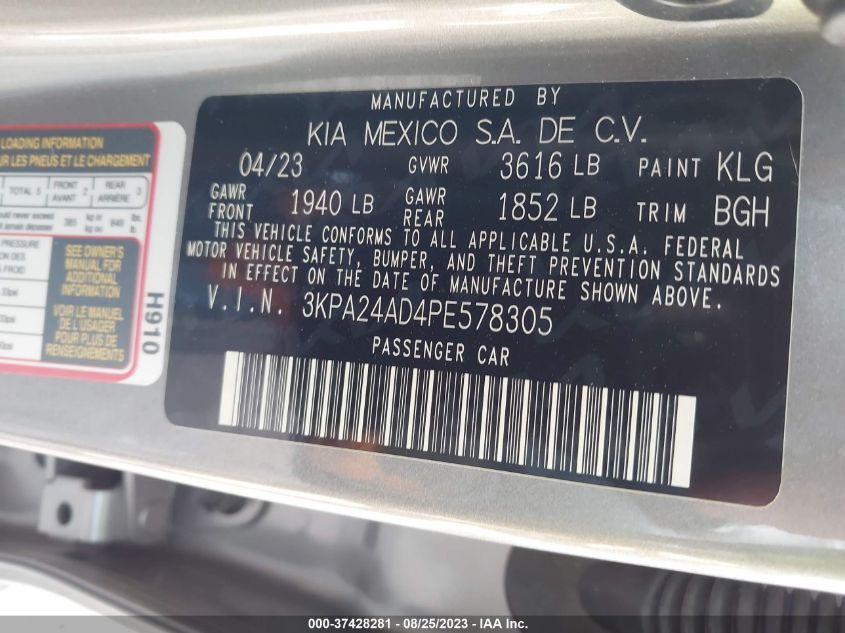 MANUFACTURED BY
KIA MEXICO S.A. DE C.V.
04/23 GVWR 3616 LB PAINT KLG
GAWR FRONT 1940 LB GAWR REAR 1852 LB TRIM BGH
THIS VEHICLE CONFORMS TO ALL APPLICABLE U.S.A. FEDERAL
MOTOR VEHICLE SAFETY, BUMPER, AND THEFT PREVENTION STANDARDS
IN EFFECT ON THE DATE OF MANUFACTURE SHOWN ABOVE.
V.I.N. 3KPA24AD4PE578305
PASSENGER CAR
LOADING INFORMATION
UR LES PNEUS ET LE CHARGEMENT
TOTAL 5 FRONT AVANT 2 REAR ARRIÈRE 3
PRESSURE
SEE OWNER'S
MANUAL FOR
ADDITIONAL
INFORMATION
VOIR LE MANUEL
DE L'USAGER
POUR PLUS DE
RENSEIGNEMENTS
H910
000-37428281 - 08/25/2023 - IAA Inc.